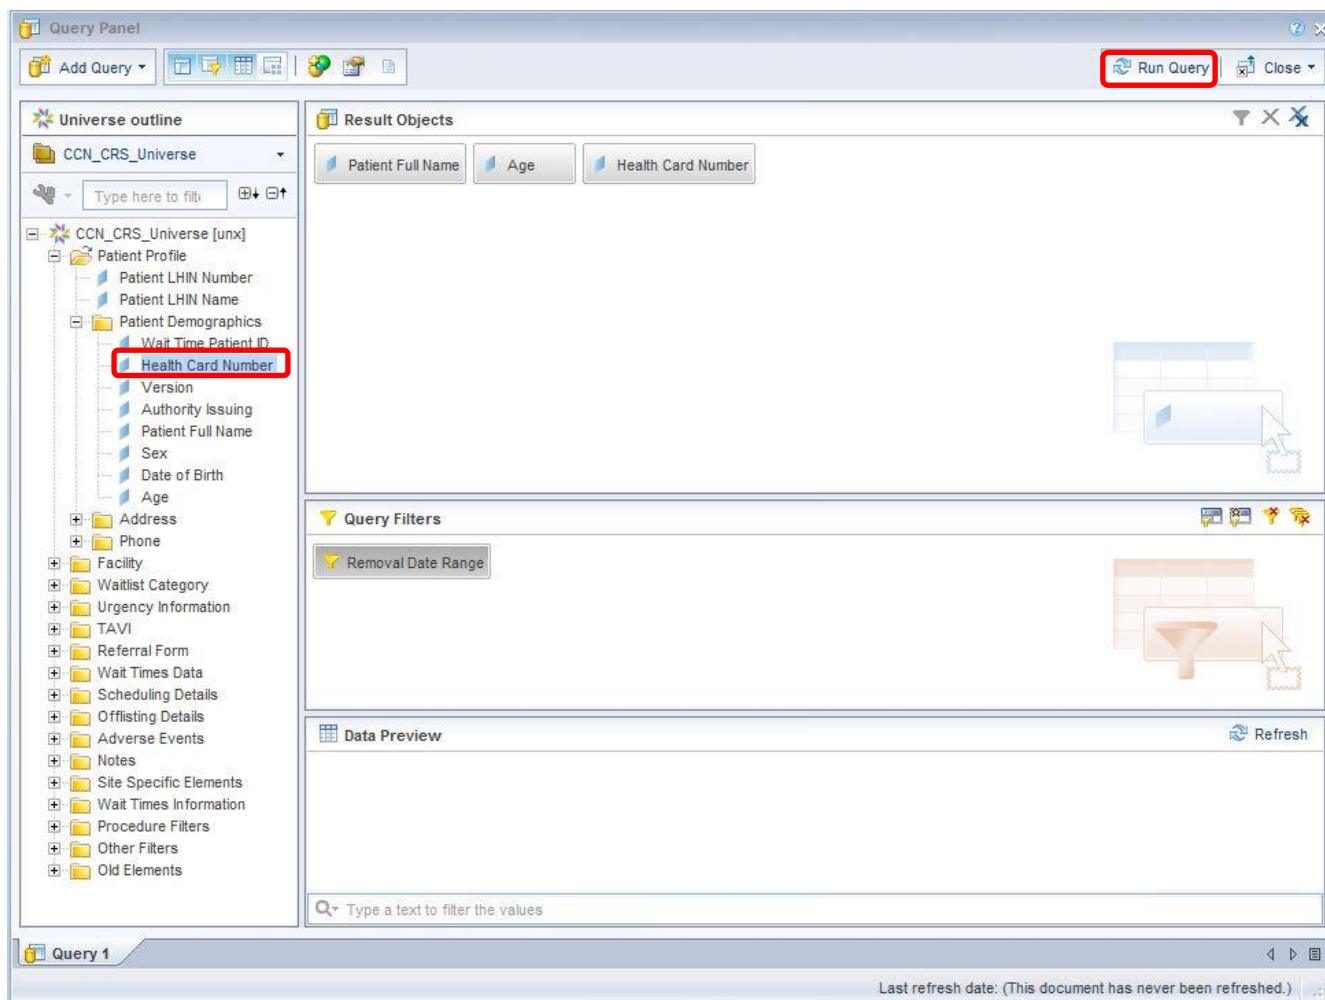 Query Panel
Add Query
Run Query
Close
Universe outline
CCN_CRS_Universe
Type here to filt
CCN_CRS_Universe [unx]
Patient Profile
Patient LHIN Number
Patient LHIN Name
Patient Demographics
Wait Time Patient ID
Health Card Number
Version
Authority Issuing
Patient Full Name
Sex
Date of Birth
Age
Address
Phone
Facility
Waitlist Category
Urgency Information
TAVI
Referral Form
Wait Times Data
Scheduling Details
Offlisting Details
Adverse Events
Notes
Site Specific Elements
Wait Times Information
Procedure Filters
Other Filters
Old Elements
Result Objects
Patient Full Name
Age
Health Card Number
Query Filters
Removal Date Range
Data Preview
Refresh
Type a text to filter the values
Query 1
Last refresh date: (This document has never been refreshed.)